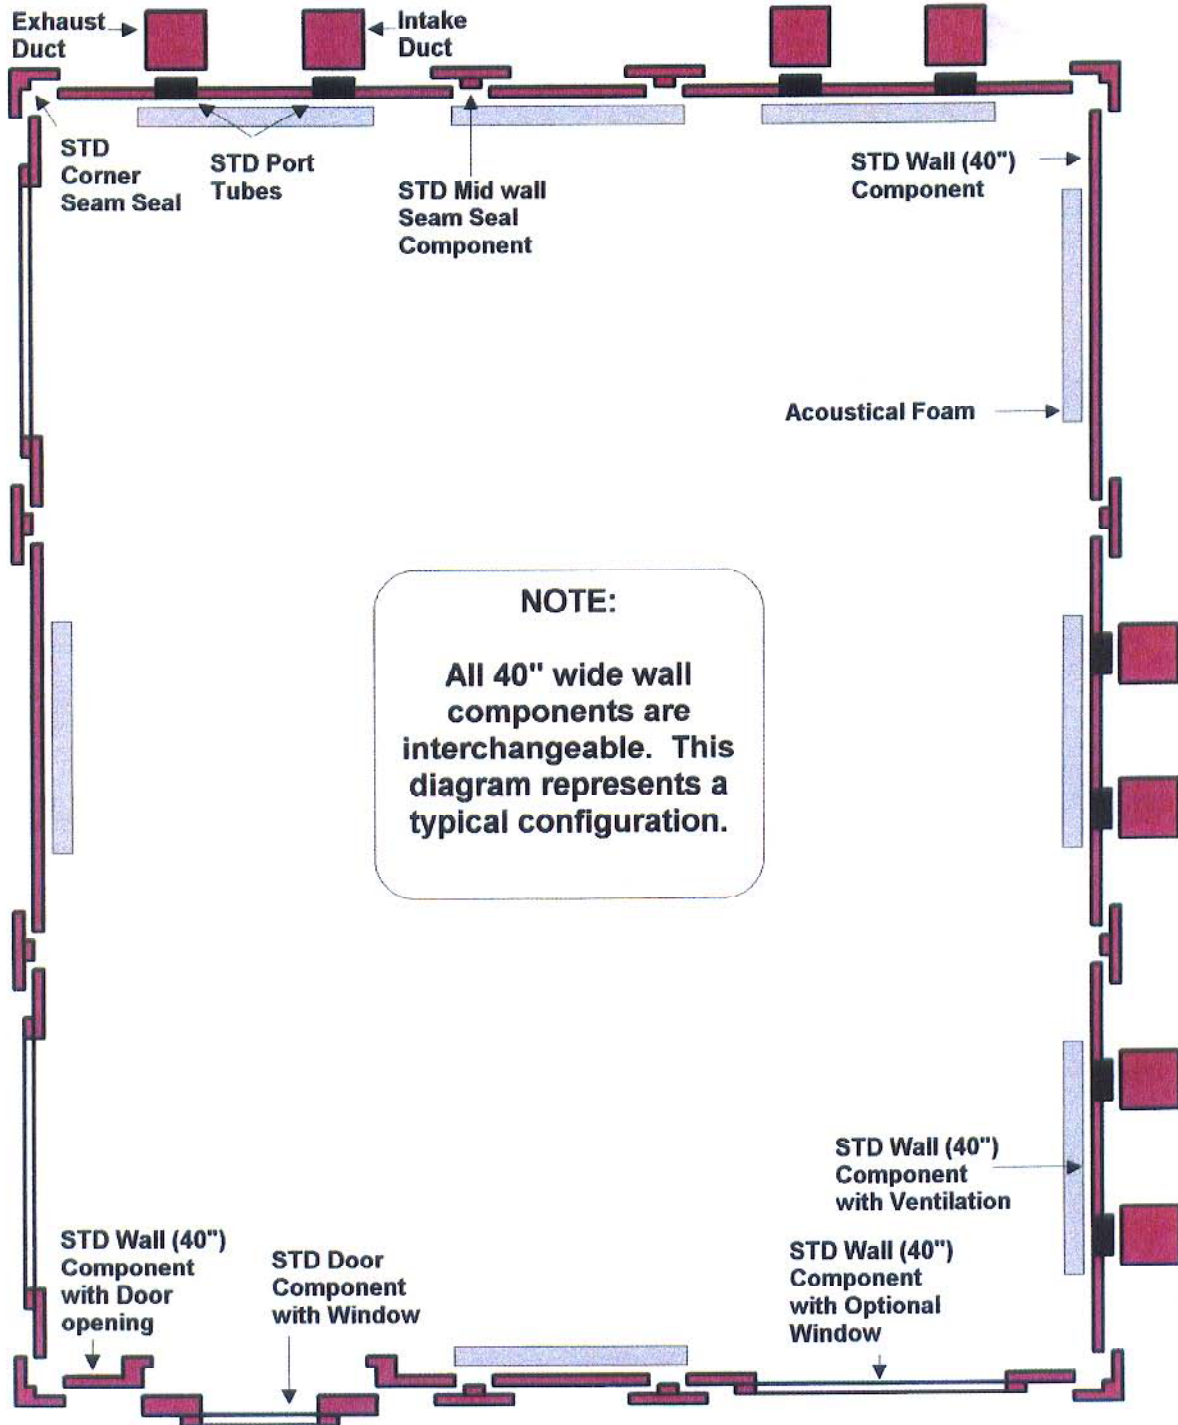 Exhaust
Duct
Intake
Duct
STD
Corner
Seam Seal
STD Port
Tubes
STD Mid wall
Seam Seal
Component
STD Wall (40")
Component
Acoustical Foam
NOTE:
All 40" wide wall
components are
interchangeable. This
diagram represents a
typical configuration.
STD Wall (40")
Component
with Ventilation
STD Wall (40")
Component
with Door
opening
STD Door
Component
with Window
STD Wall (40")
Component
with Optional
Window